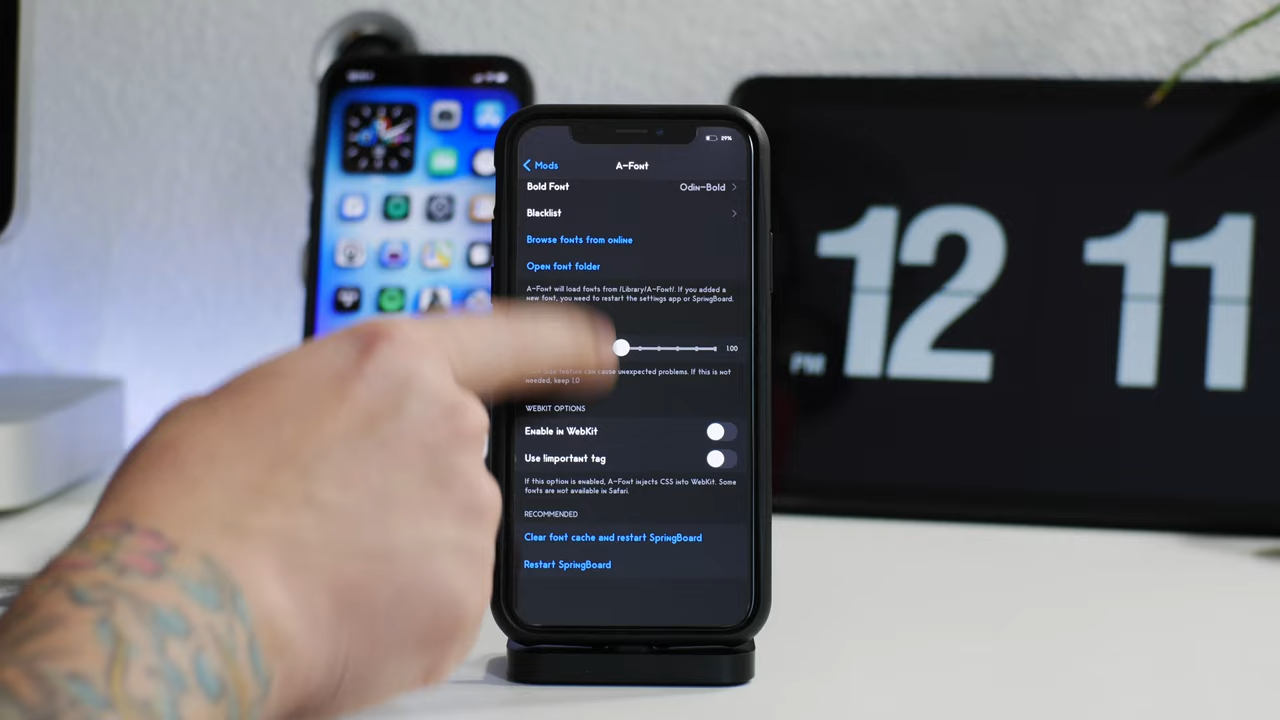 29%
Mods
A-Font
Bold Font
Odin-Bold
Blacklist
Browse fonts from online
Open font folder
A-Font will load fonts from /Library/A-Font/. If you added a
new font, you need to restart the settings app or SpringBoard.
1.00
feature can cause unexpected problems. If this is not
needed, keep 1.0
WEBKIT OPTIONS
Enable in WebKit
Use !important tag
If this option is enabled, A-Font injects CSS into WebKit. Some
fonts are not available in Safari.
RECOMMENDED
Clear font cache and restart SpringBoard
Restart SpringBoard
PM
12
11